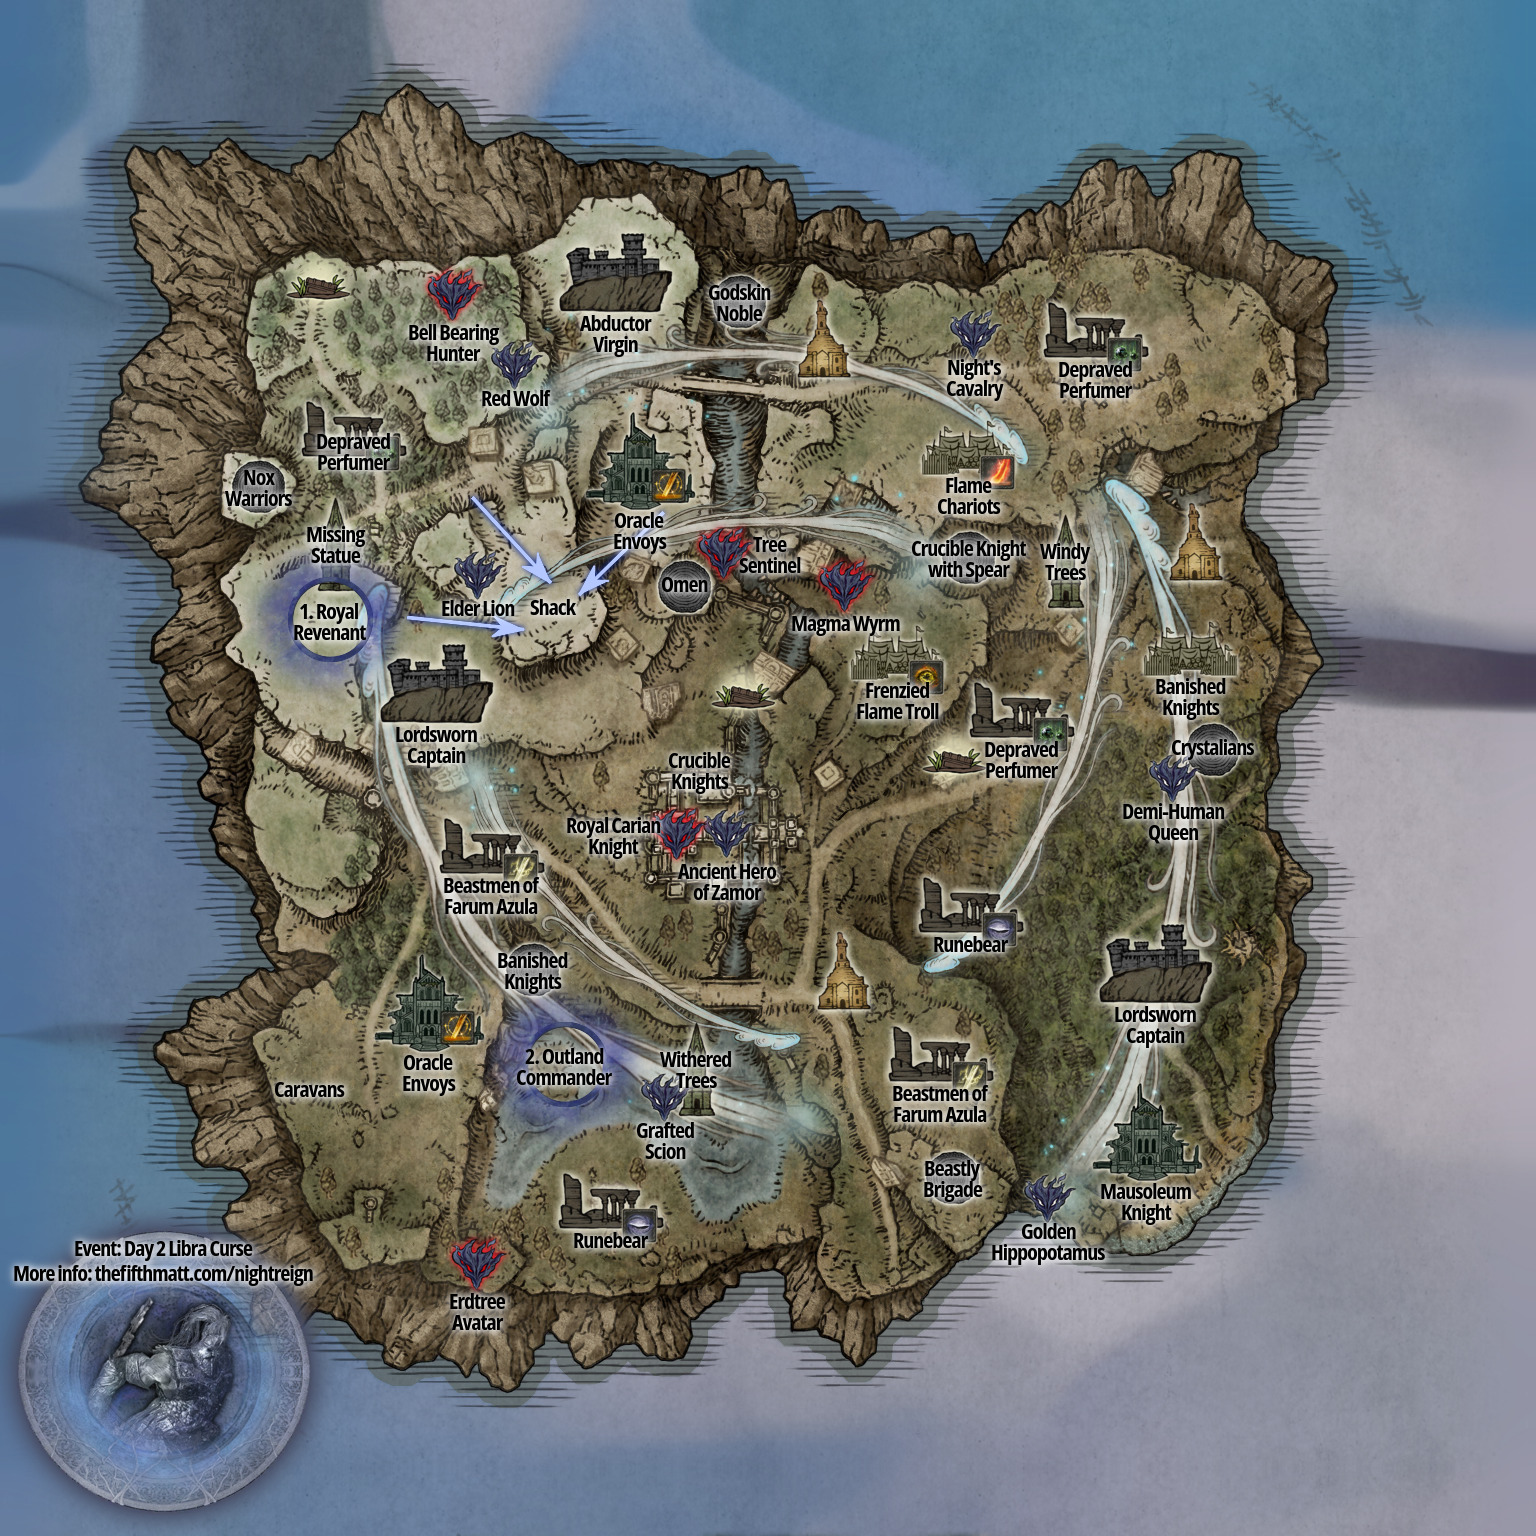 Godskin
Noble
Abductor
Virgin
Bell Bearing
Hunter
Red Wolf
Night's
Cavalry
Depraved
Perfumer
Depraved
Perfumer
Nox
Warriors
Flame
Chariots
Oracle
Envoys
Missing
Statue
Tree
Sentinel
Crucible Knight
with Spear
Windy
Trees
Omen
Elder Lion
Shack
1. Royal
Revenant
Magma Wyrm
Frenzied
Flame Troll
Banished
Knights
Lordsworn
Captain
Depraved
Perfumer
Crystalians
Crucible
Knights
Demi-Human
Queen
Royal Carian
Knight
Ancient Hero
of Zamor
Beastmen of
Farum Azula
Runebear
Banished
Knights
Lordsworn
Captain
2. Outland
Commander
Withered
Trees
Oracle
Envoys
Caravans
Beastmen of
Farum Azula
Grafted
Scion
Beastly
Brigade
Mausoleum
Knight
Golden
Hippopotamus
Runebear
Event: Day 2 Libra Curse
More info: thefifthmatt.com/nightreign
Erdtree
Avatar